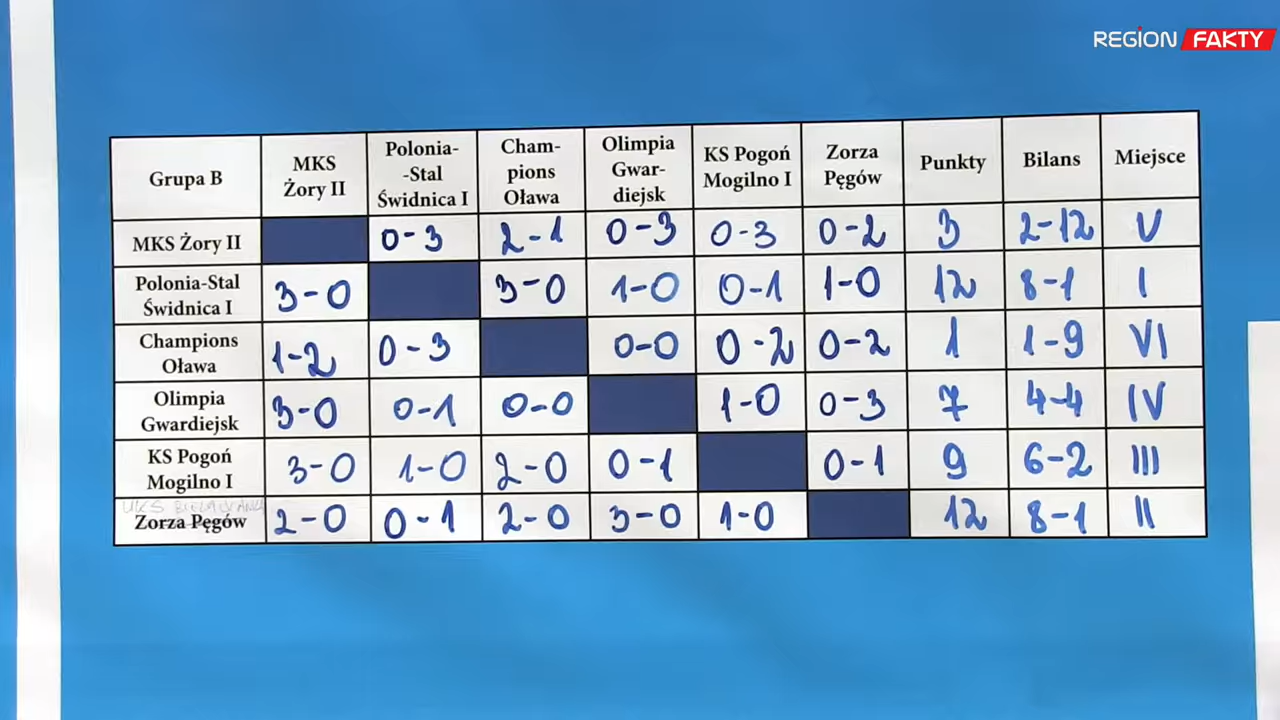 REGION FAKTY
Grupa B
MKS
Żory II
Polonia-
-Stal
Świdnica I
Cham-
pions
Oława
Olimpia
Gwar-
diejsk
KS Pogoń
Mogilno I
Zorza
Pęgów
Punkty
Bilans
Miejsce
MKS Żory II
0-3
2-1
0-3
0-3
0-2
3
2-12
V
Polonia-Stal
Świdnica I
3-0
3-0
1-0
0-1
1-0
12
8-1
I
Champions
Oława
1-2
0-3
0-0
0-2
0-2
1
1-9
VI
Olimpia
Gwardiejsk
3-0
0-1
0-0
1-0
0-3
7
4-4
IV
KS Pogoń
Mogilno I
3-0
1-0
2-0
0-1
0-1
9
6-2
III
UKS
Zorza Pęgów
2-0
0-1
2-0
3-0
1-0
12
8-1
II